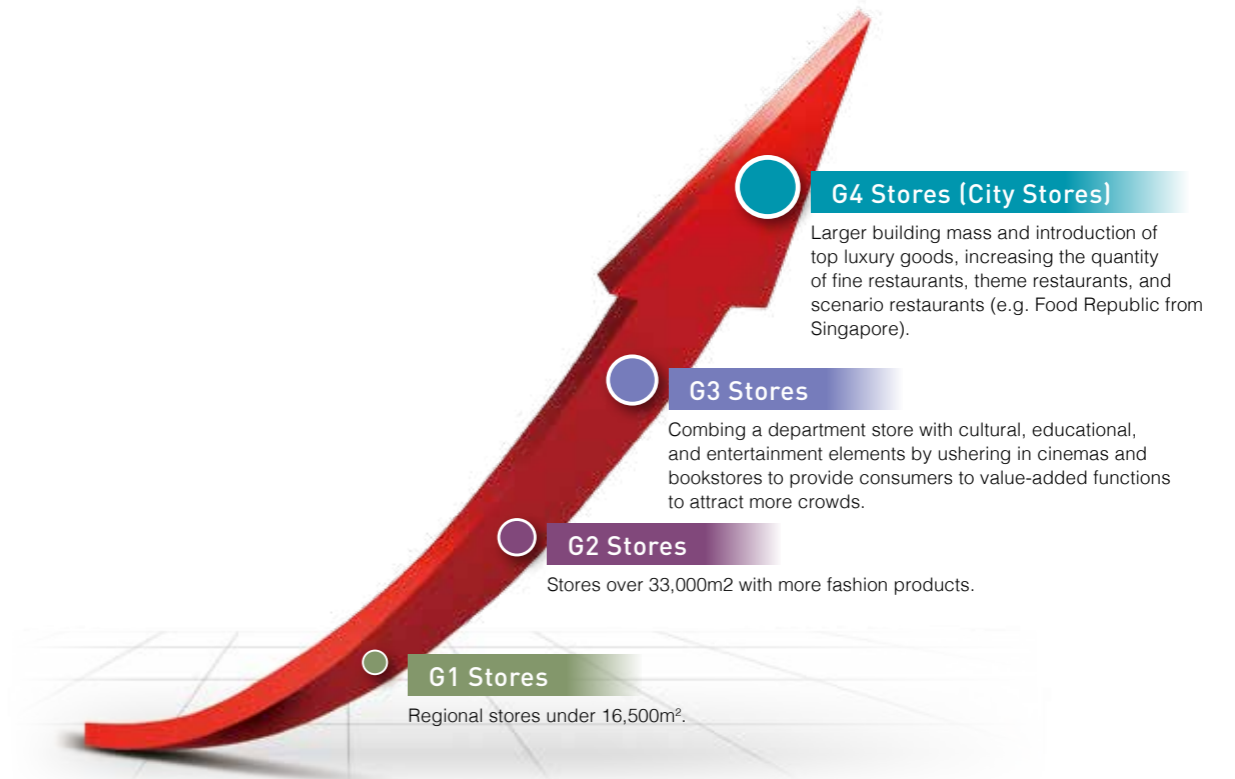 G4 Stores (City Stores)
Larger building mass and introduction of
top luxury goods, increasing the quantity
of fine restaurants, theme restaurants, and
scenario restaurants (e.g. Food Republic from
Singapore).
G3 Stores
Combing a department store with cultural, educational,
and entertainment elements by ushering in cinemas and
bookstores to provide consumers to value-added functions
to attract more crowds.
G2 Stores
Stores over 33,000m2 with more fashion products.
G1 Stores
Regional stores under 16,500m².